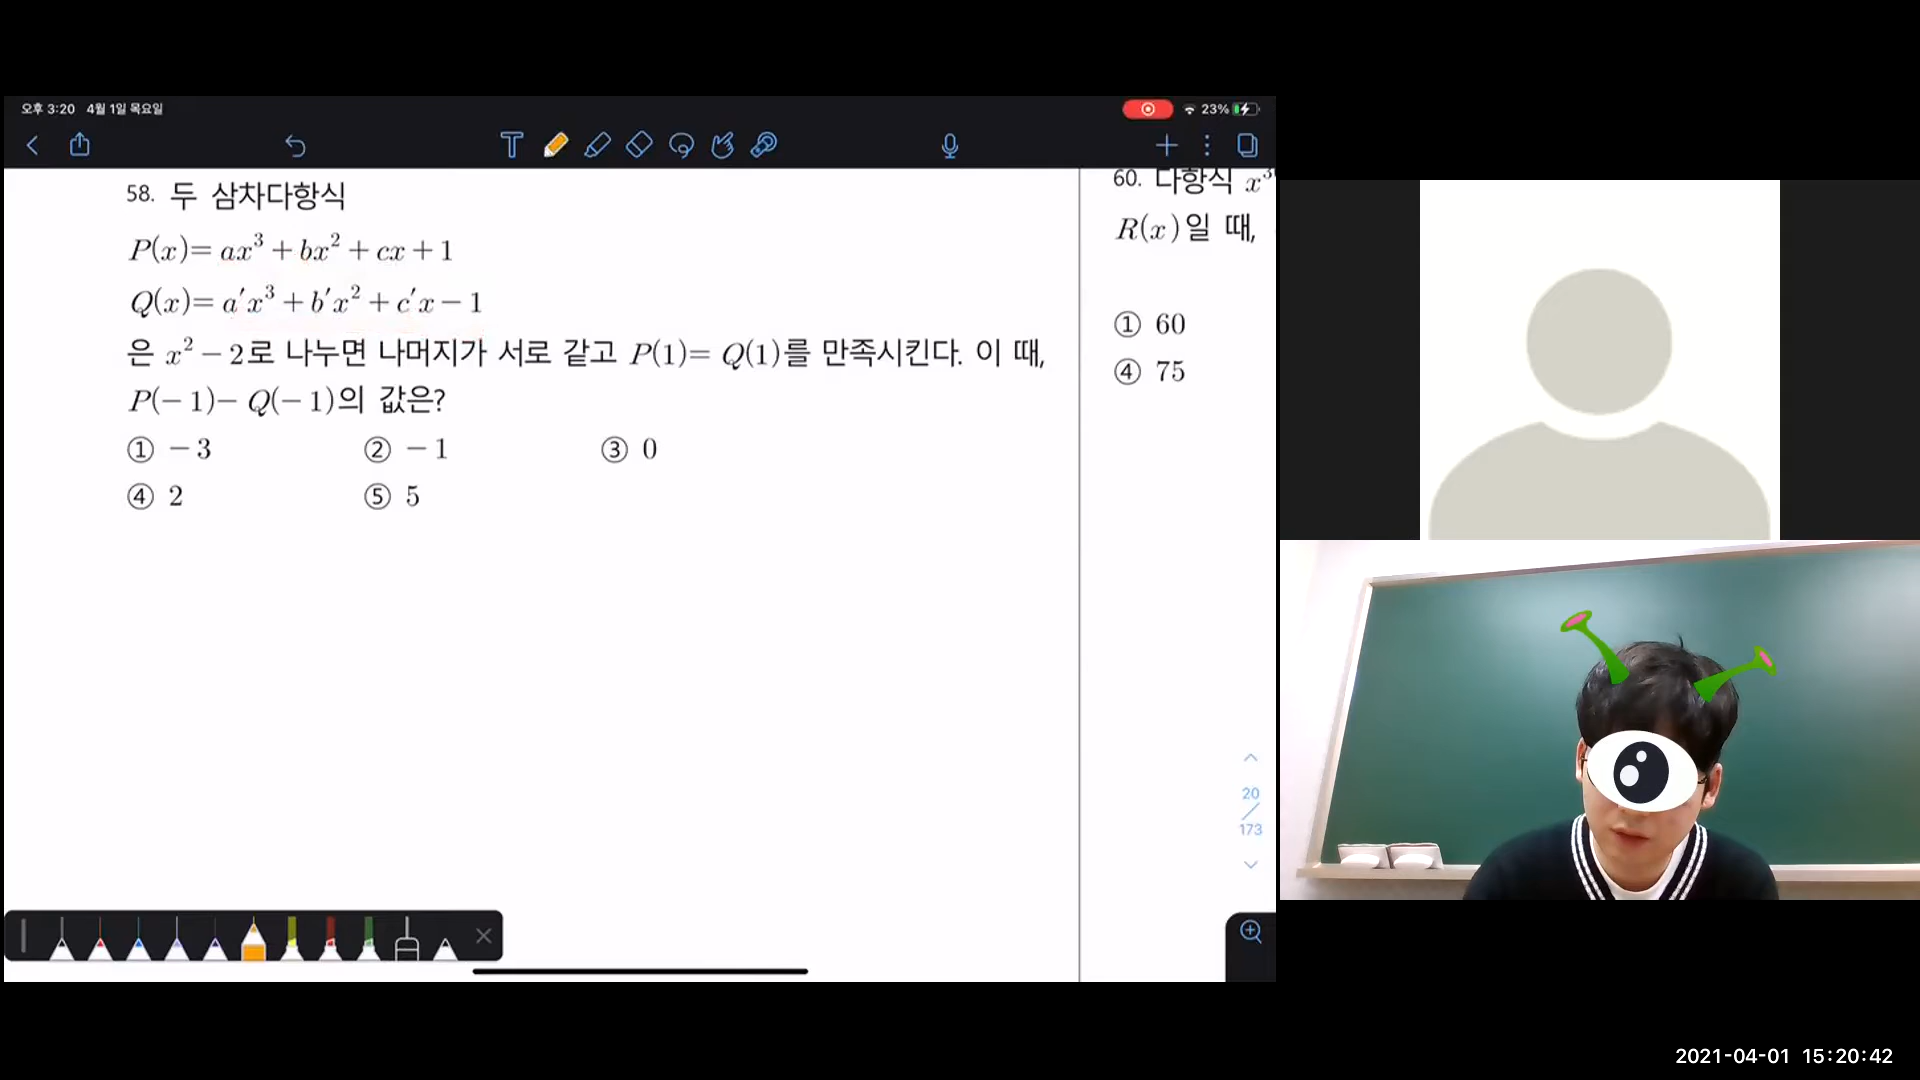 오후 3:20 4월 1일 목요일
23%
58. 두 삼차다항식
P(x)= ax³ + bx² + cx + 1
Q(x)= a′x³ + b′x² + c′x − 1
은 x² − 2로 나누면 나머지가 서로 같고 P(1)= Q(1)를 만족시킨다. 이 때,
P(− 1)− Q(− 1)의 값은?
① − 3 ② − 1 ③ 0
④ 2 ⑤ 5
60. 다항식
R(x)일 때,
① 60
④ 75
20
173
2021-04-01 15:20:42